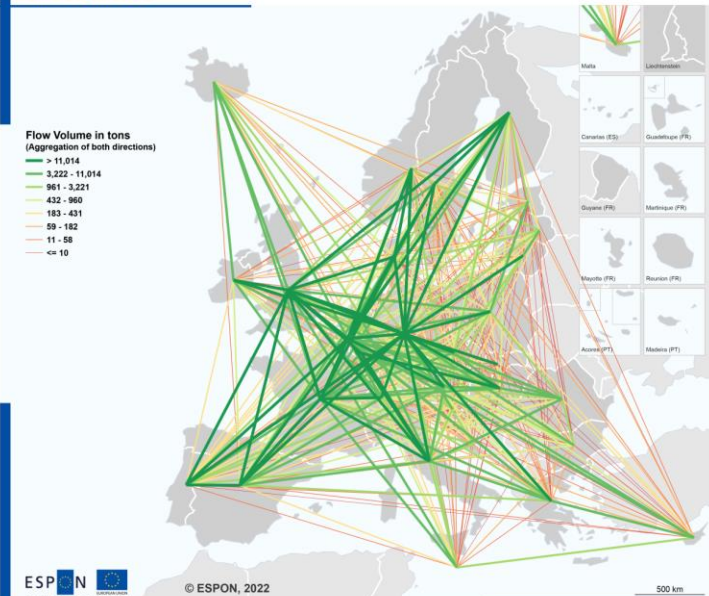 Flow Volume in tons
(Aggregation of both directions)
> 11,014
3,222 - 11,014
961 - 3,221
432 - 960
183 - 431
59 - 182
11 - 58
<= 10
Malta
Liechtenstein
Canarias (ES)
Guadeloupe (FR)
Guyane (FR)
Martinique (FR)
Mayotte (FR)
Reunion (FR)
Acores (PT)
Madeira (PT)
ESPON
EUROPEAN UNION
© ESPON, 2022
500 km